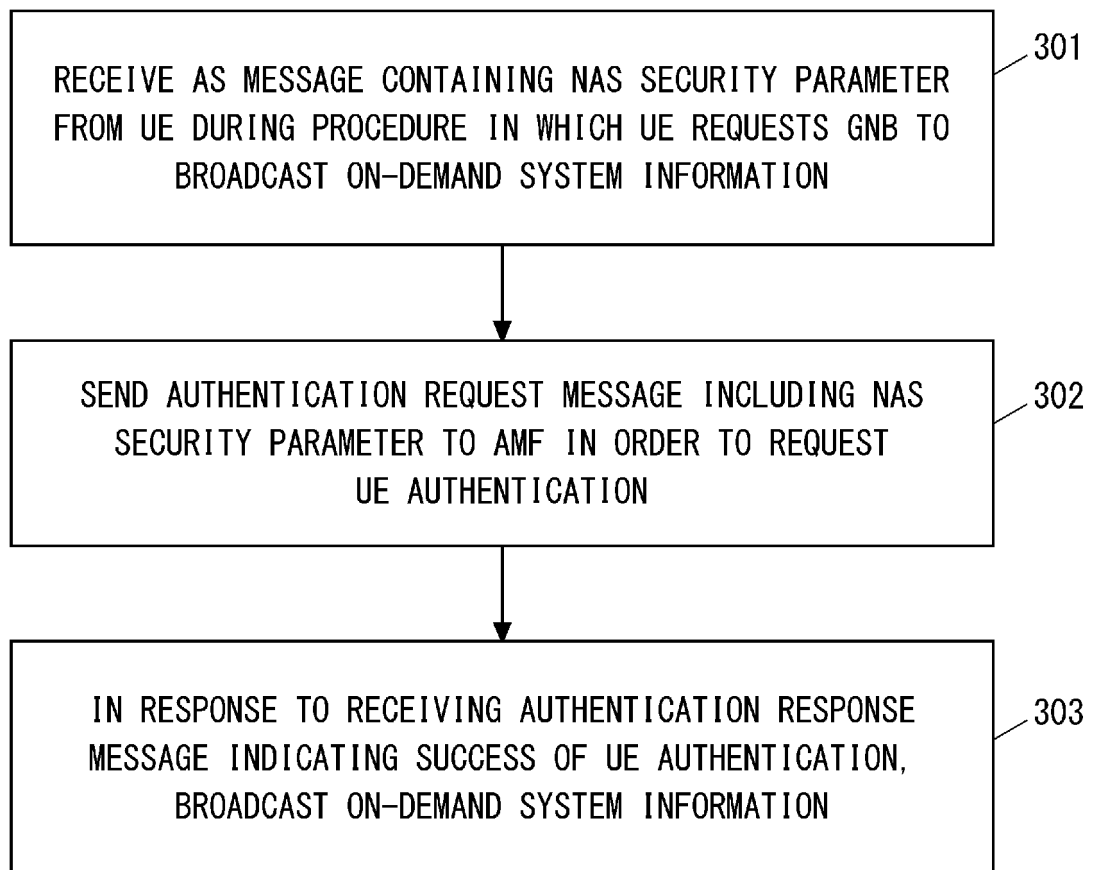 RECEIVE AS MESSAGE CONTAINING NAS SECURITY PARAMETER
FROM UE DURING PROCEDURE IN WHICH UE REQUESTS GNB TO
BROADCAST ON-DEMAND SYSTEM INFORMATION
301
SEND AUTHENTICATION REQUEST MESSAGE INCLUDING NAS
SECURITY PARAMETER TO AMF IN ORDER TO REQUEST
UE AUTHENTICATION
302
IN RESPONSE TO RECEIVING AUTHENTICATION RESPONSE
MESSAGE INDICATING SUCCESS OF UE AUTHENTICATION,
BROADCAST ON-DEMAND SYSTEM INFORMATION
303